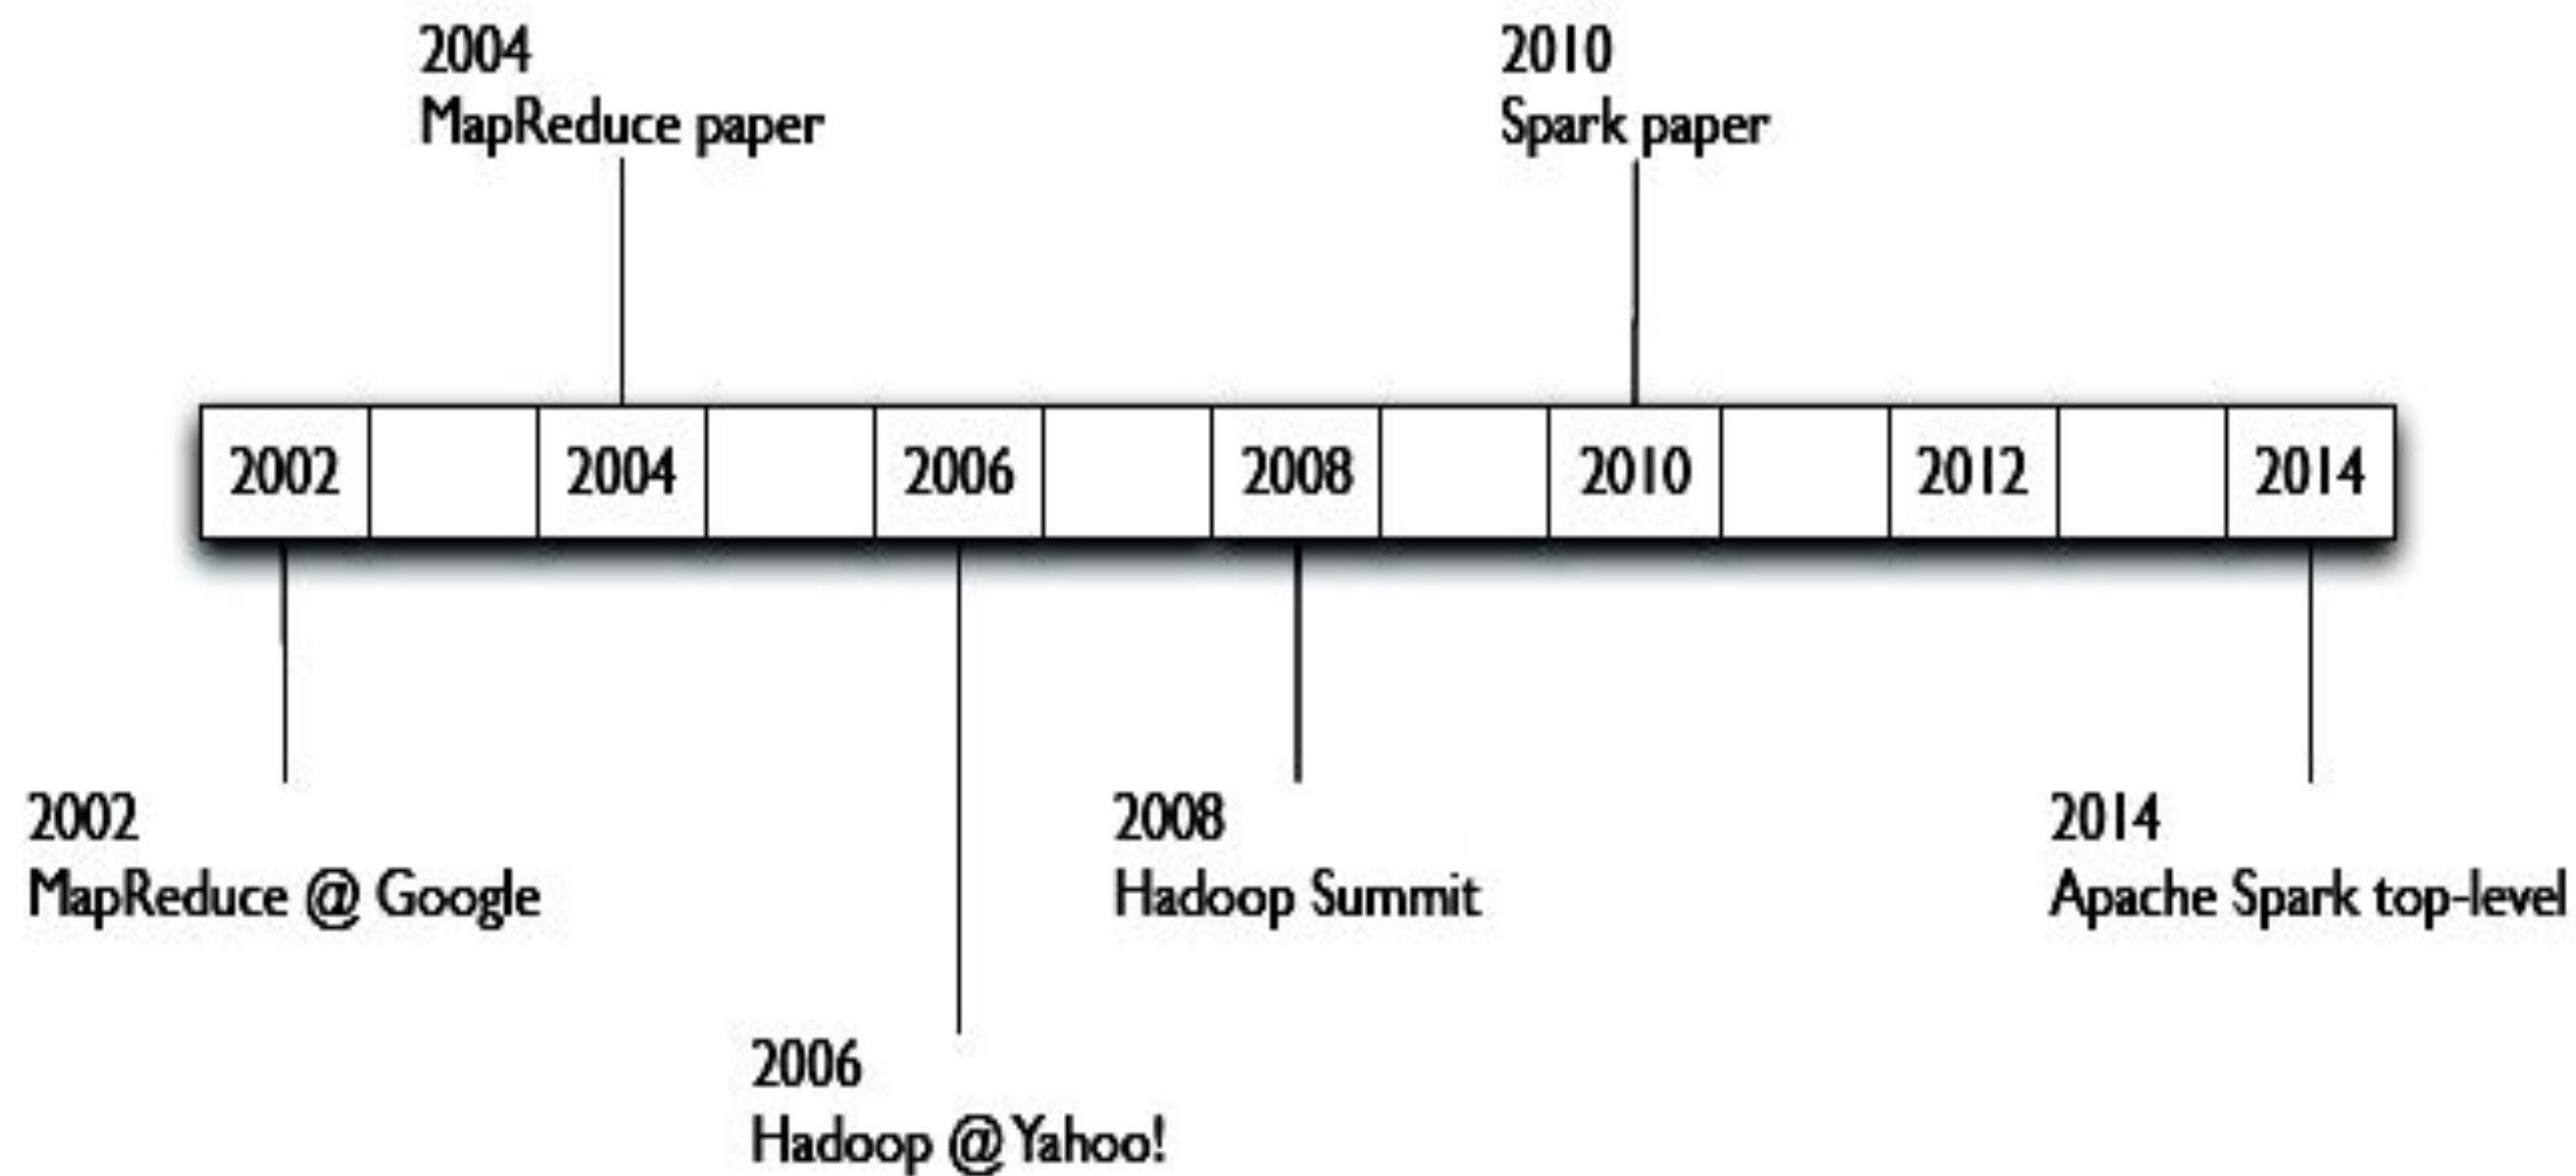 2004
MapReduce paper
2010
Spark paper
2002 2004 2006 2008 2010 2012 2014
2002
MapReduce @ Google
2008
Hadoop Summit
2014
Apache Spark top-level
2006
Hadoop @ Yahoo!